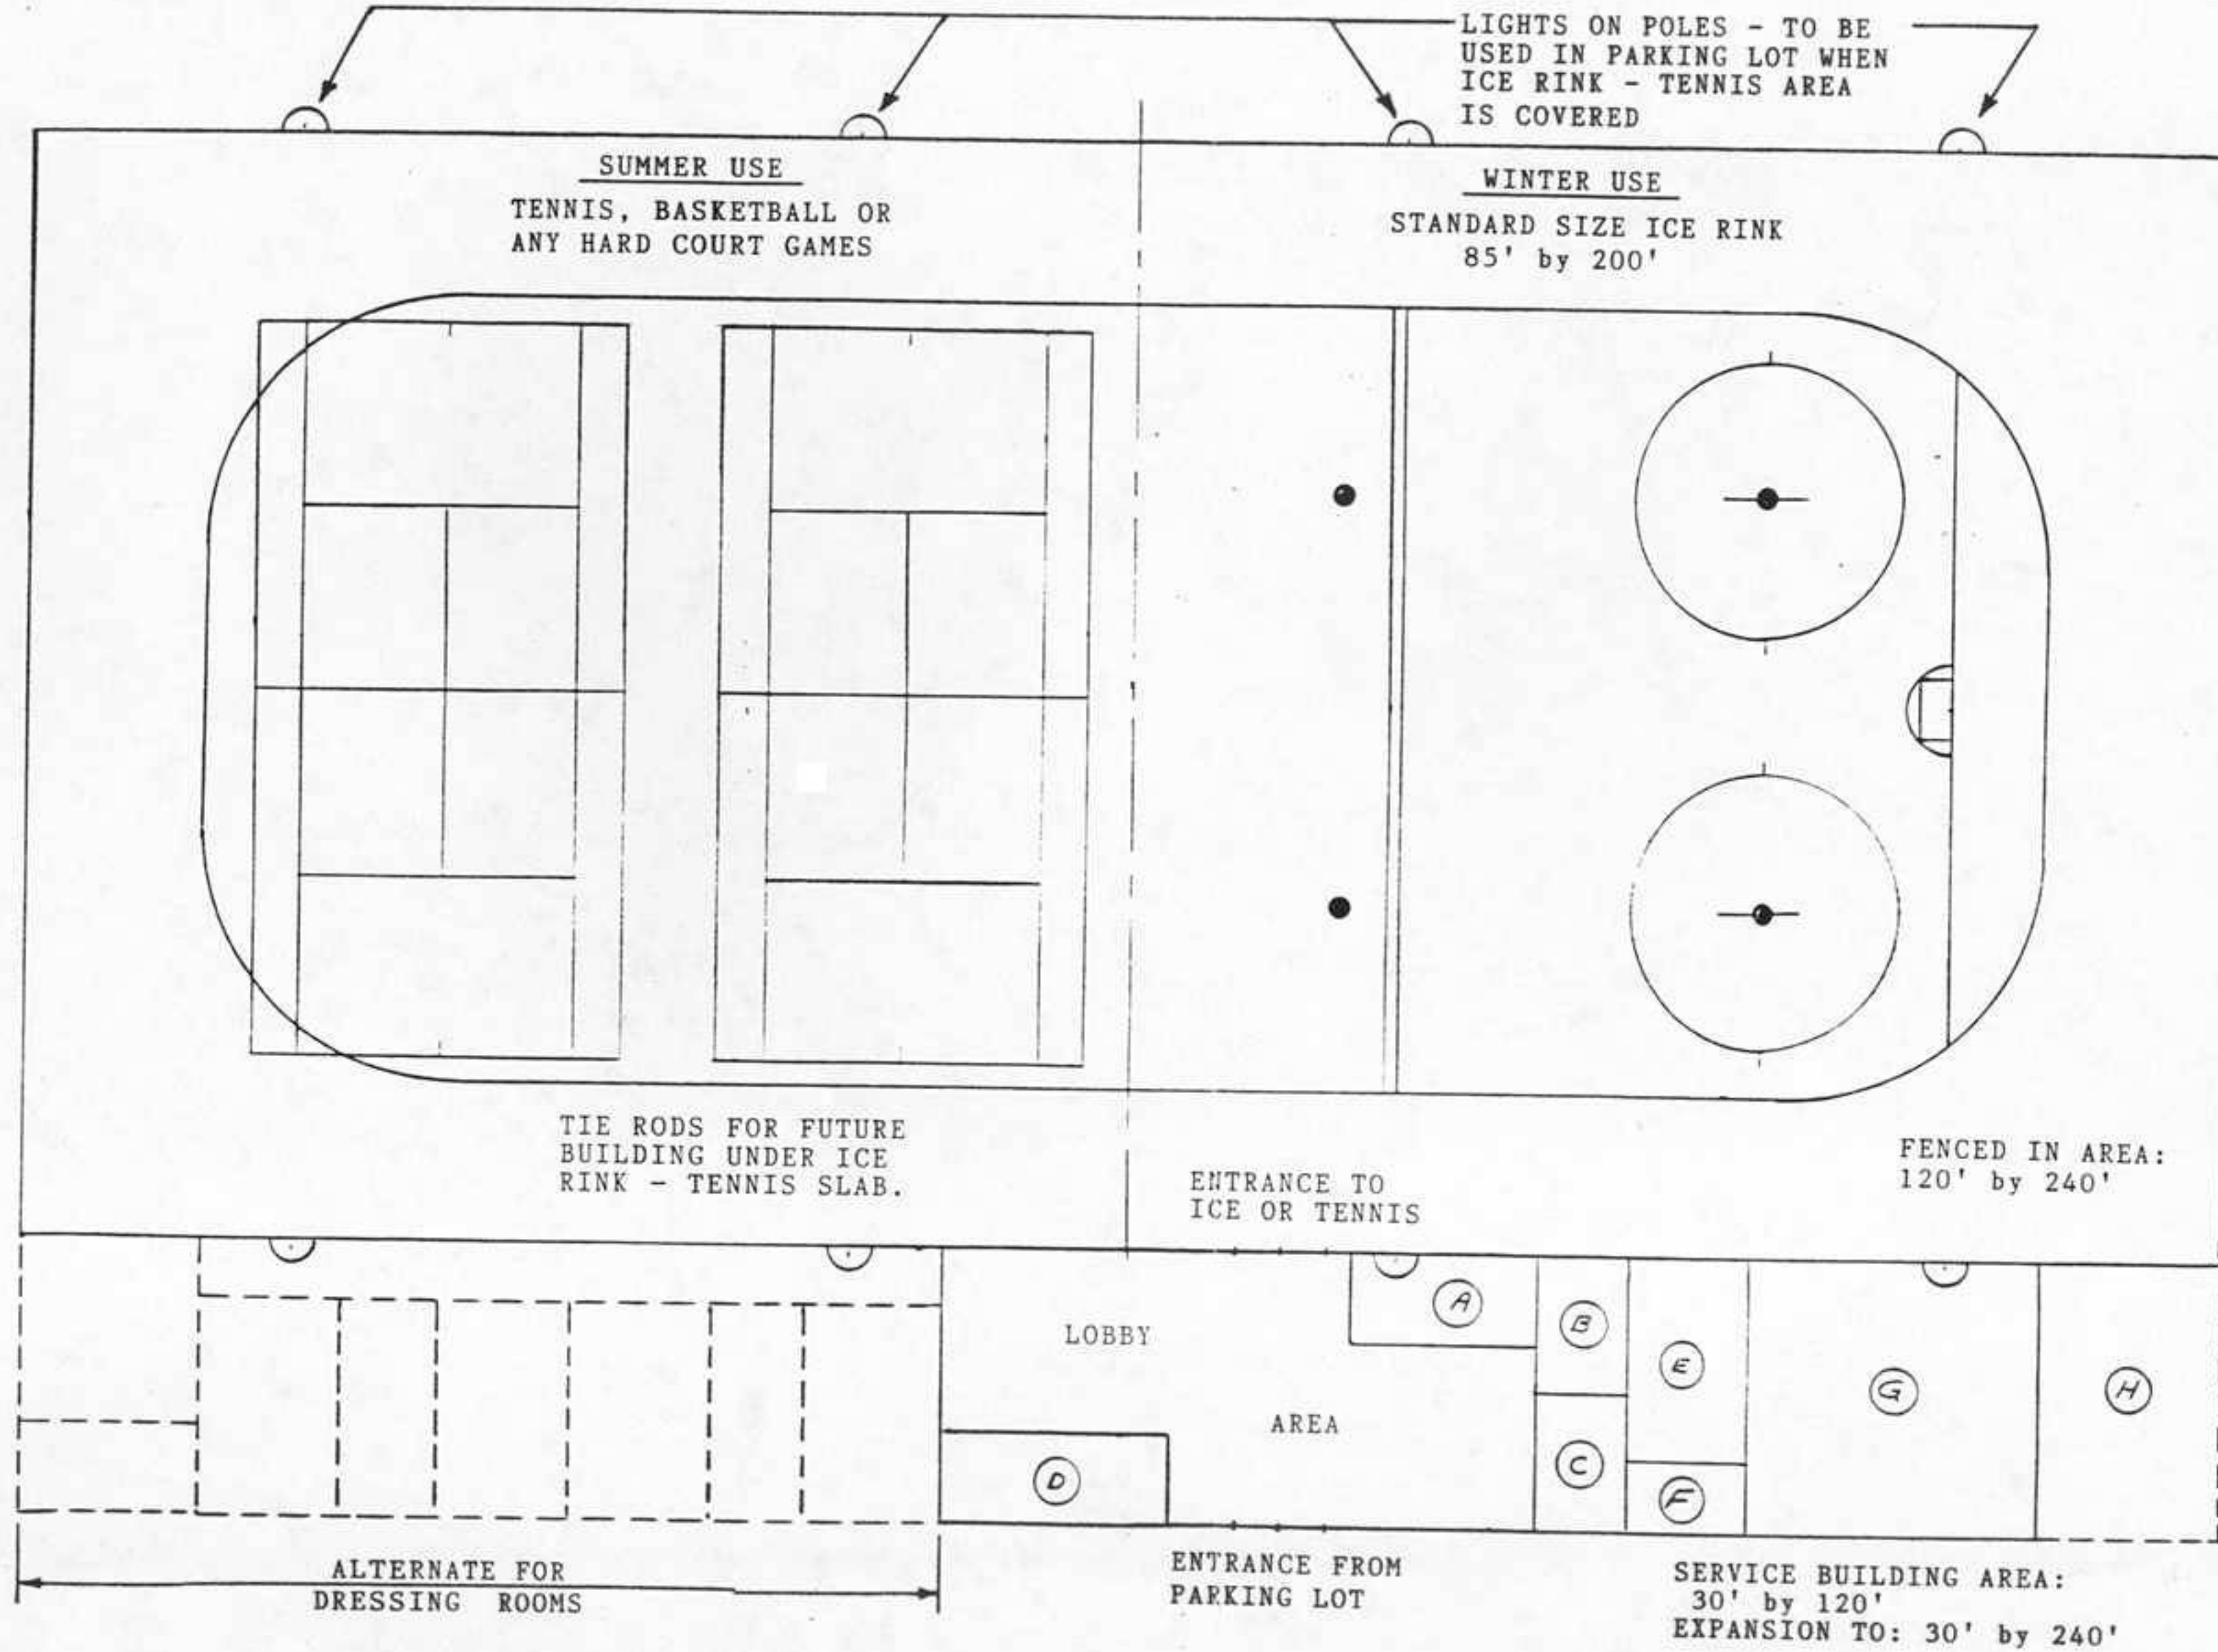 LIGHTS ON POLES - TO BE
USED IN PARKING LOT WHEN
ICE RINK - TENNIS AREA
IS COVERED
SUMMER USE
TENNIS, BASKETBALL OR
ANY HARD COURT GAMES
WINTER USE
STANDARD SIZE ICE RINK
85' by 200'
TIE RODS FOR FUTURE
BUILDING UNDER ICE
RINK - TENNIS SLAB.
ENTRANCE TO
ICE OR TENNIS
FENCED IN AREA:
120' by 240'
LOBBY
AREA
A
B
C
D
E
F
G
H
ALTERNATE FOR
DRESSING ROOMS
ENTRANCE FROM
PARKING LOT
SERVICE BUILDING AREA:
30' by 120'
EXPANSION TO: 30' by 240'